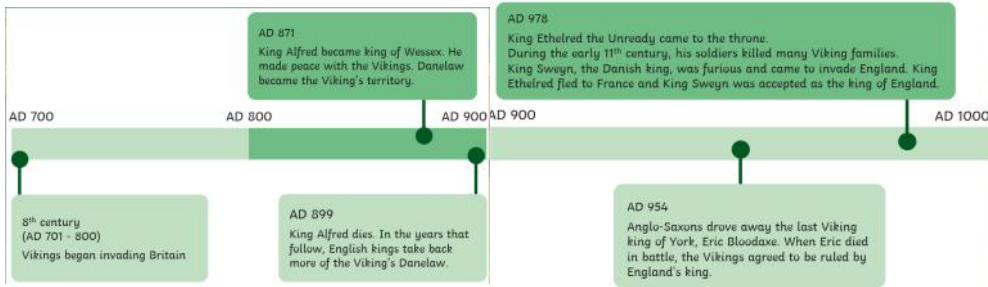 AD 871
King Alfred became king of Wessex. He
made peace with the Vikings. Danelaw
became the Viking's territory.
AD 978
King Ethelred the Unready came to the throne.
During the early 11th century, his soldiers killed many Viking families.
King Sweyn, the Danish king, was furious and came to invade England. King
Ethelred fled to France and King Sweyn was accepted as the king of England.
AD 700
AD 800
AD 900
AD 900
AD 1000
8th century
(AD 701 - 800)
Vikings began invading Britain
AD 899
King Alfred dies. In the years that
follow, English kings take back
more of the Viking's Danelaw.
AD 954
Anglo-Saxons drove away the last Viking
king of York, Eric Bloodaxe. When Eric died
in battle, the Vikings agreed to be ruled by
England's king.